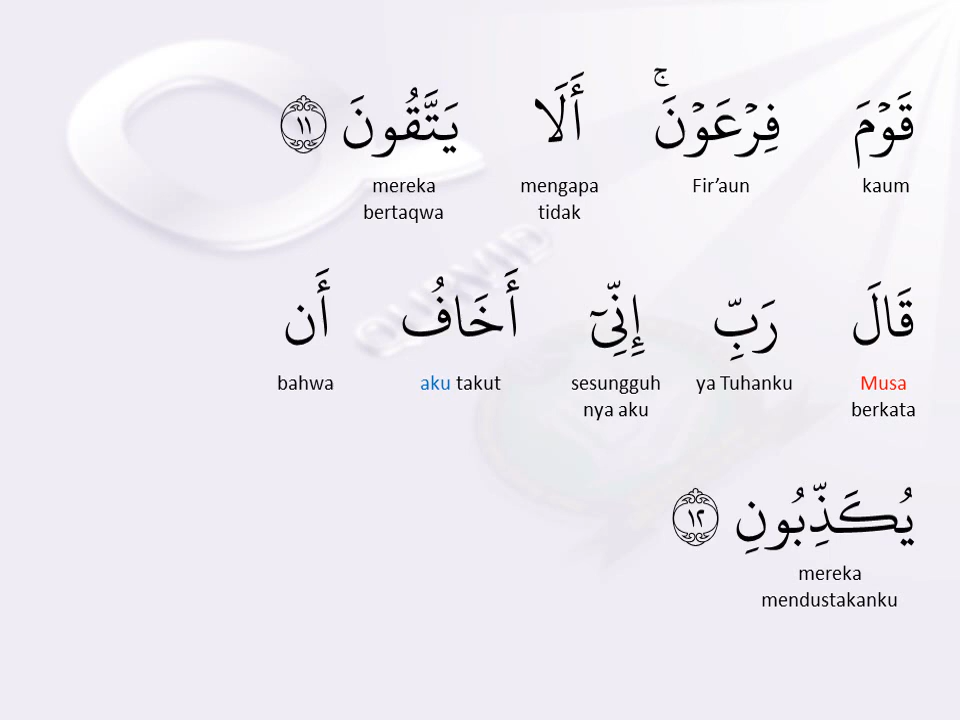 قَوۡمَ فِرۡعَوۡنَۚ أَلَا يَتَّقُونَ ١١
kaum Fir’aun mengapa tidak mereka bertaqwa
قَالَ رَبِّ إِنِّيٓ أَخَافُ أَن
Musa berkata ya Tuhanku sesungguh nya aku aku takut bahwa
يُكَذِّبُونِ ١٢
mereka mendustakanku
QURVID